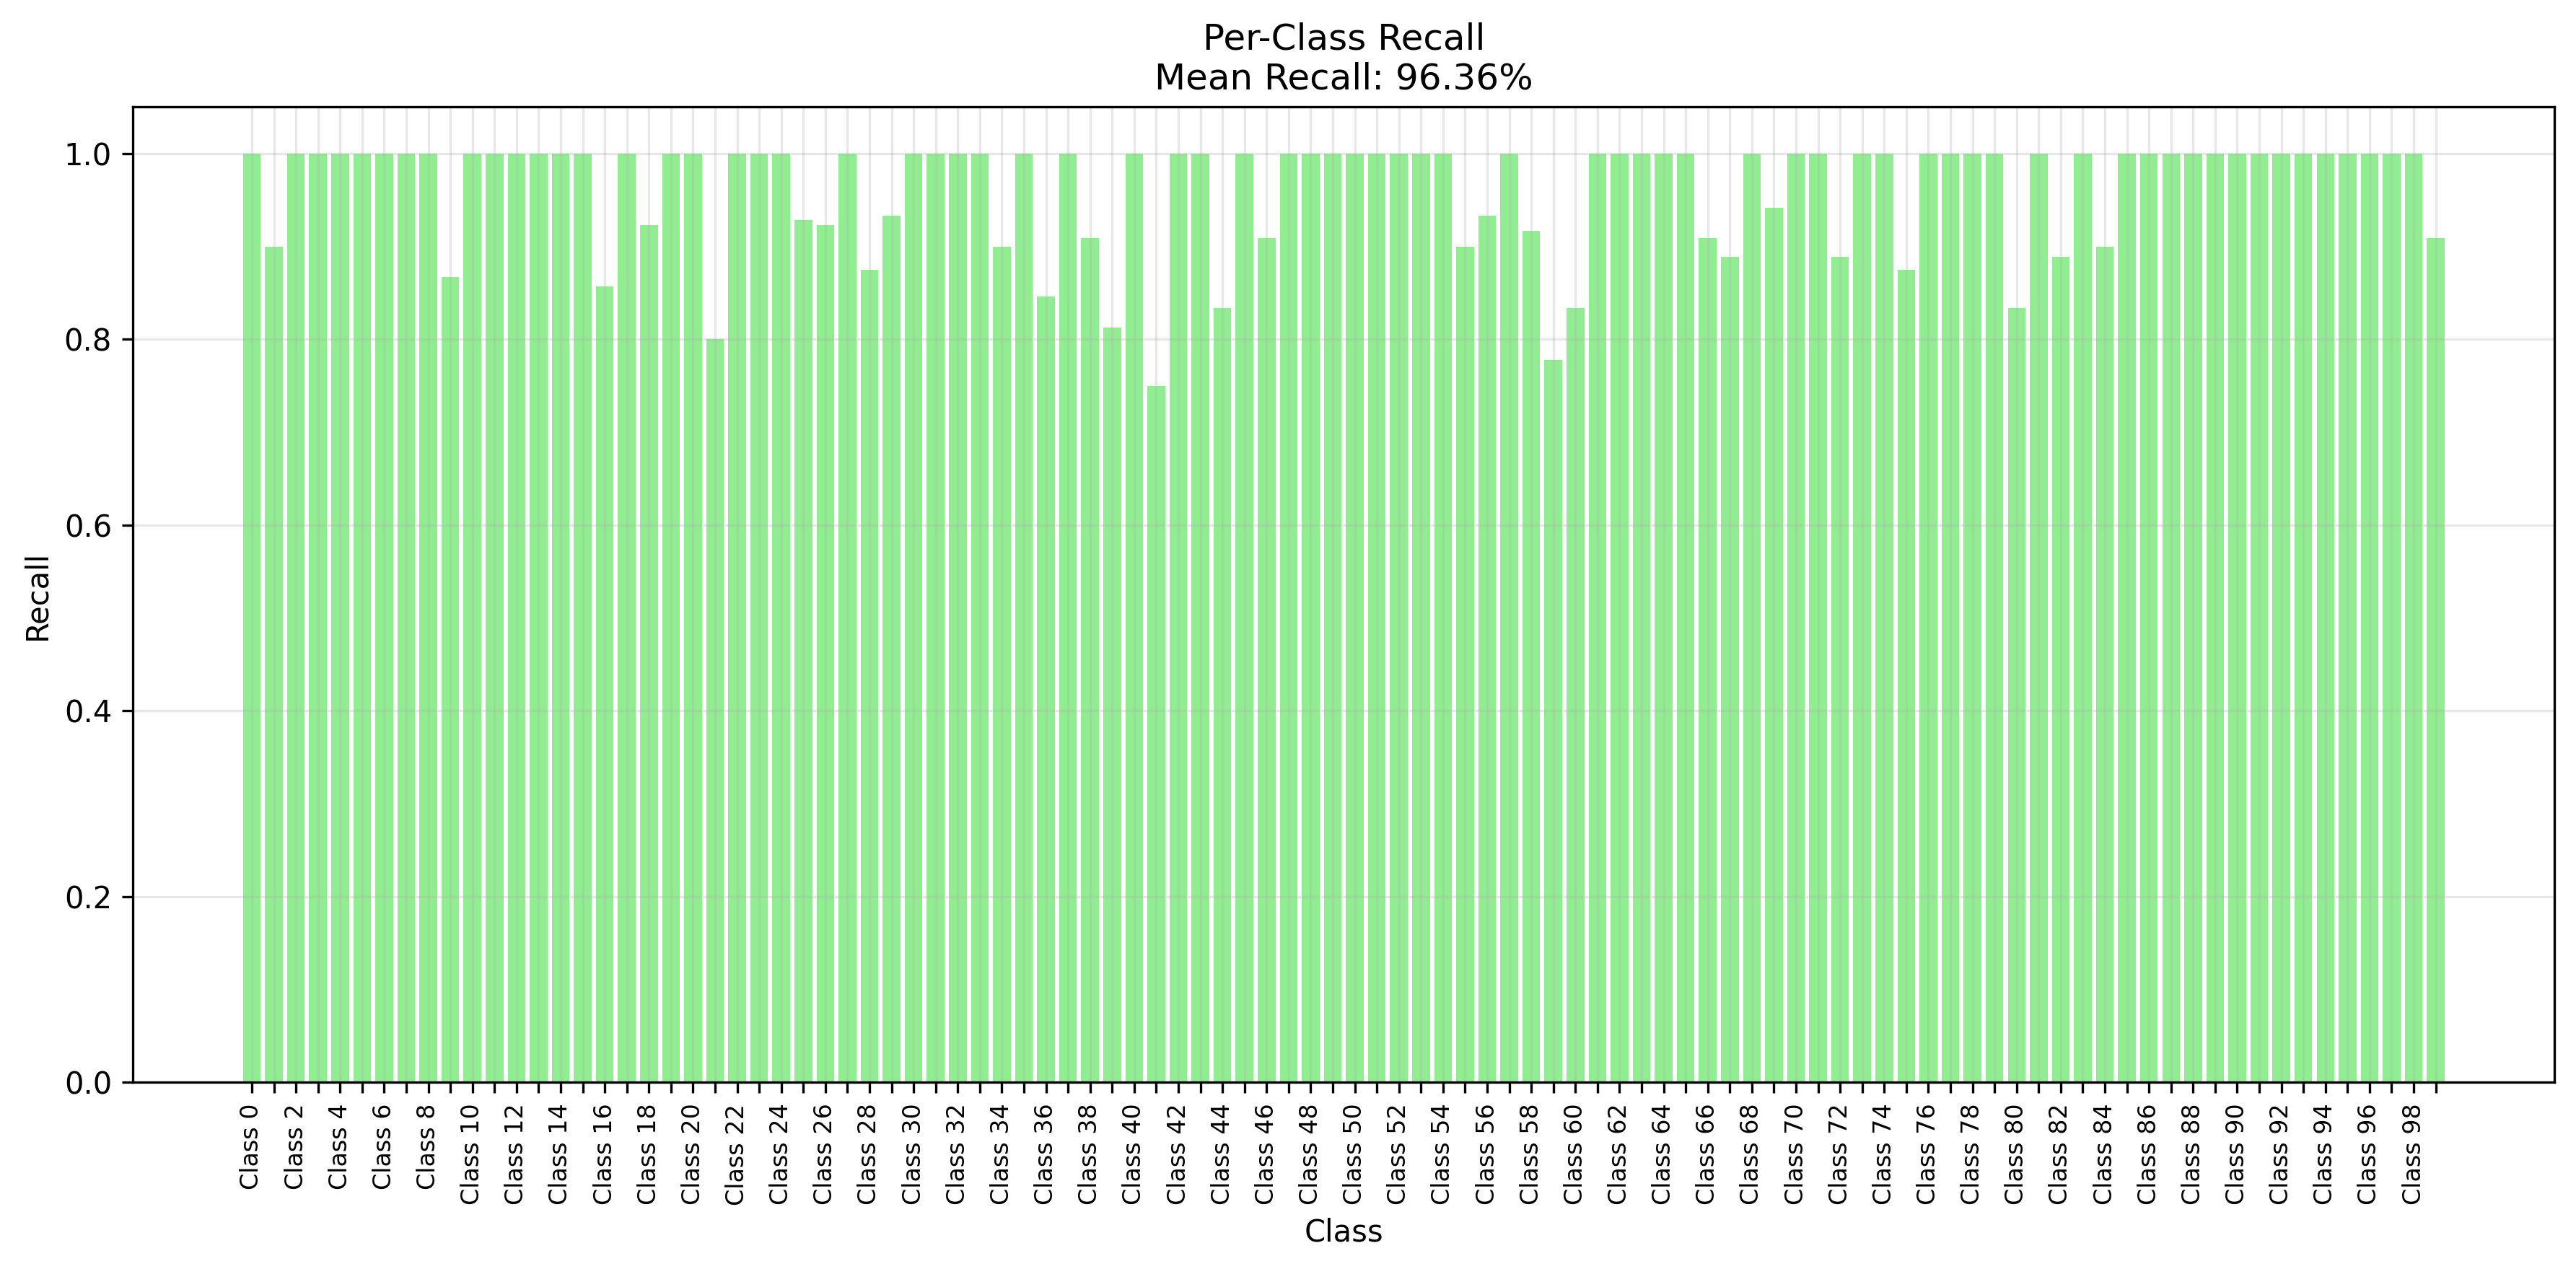 Per-Class Recall
Mean Recall: 96.36%
1.0
0.8
0.6
0.4
0.2
0.0
Recall
Class 0
Class 2
Class 4
Class 6
Class 8
Class 10
Class 12
Class 14
Class 16
Class 18
Class 20
Class 22
Class 24
Class 26
Class 28
Class 30
Class 32
Class 34
Class 36
Class 38
Class 40
Class 42
Class 44
Class 46
Class 48
Class 50
Class 52
Class 54
Class 56
Class 58
Class 60
Class 62
Class 64
Class 66
Class 68
Class 70
Class 72
Class 74
Class 76
Class 78
Class 80
Class 82
Class 84
Class 86
Class 88
Class 90
Class 92
Class 94
Class 96
Class 98
Class